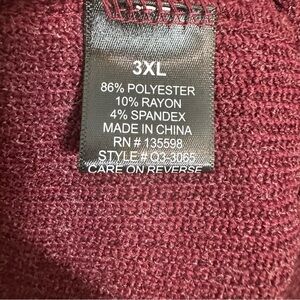 3XL
86% POLYESTER
10% RAYON
4% SPANDEX
MADE IN CHINA
RN # 135598
STYLE # Q3-3065
CARE ON REVERSE